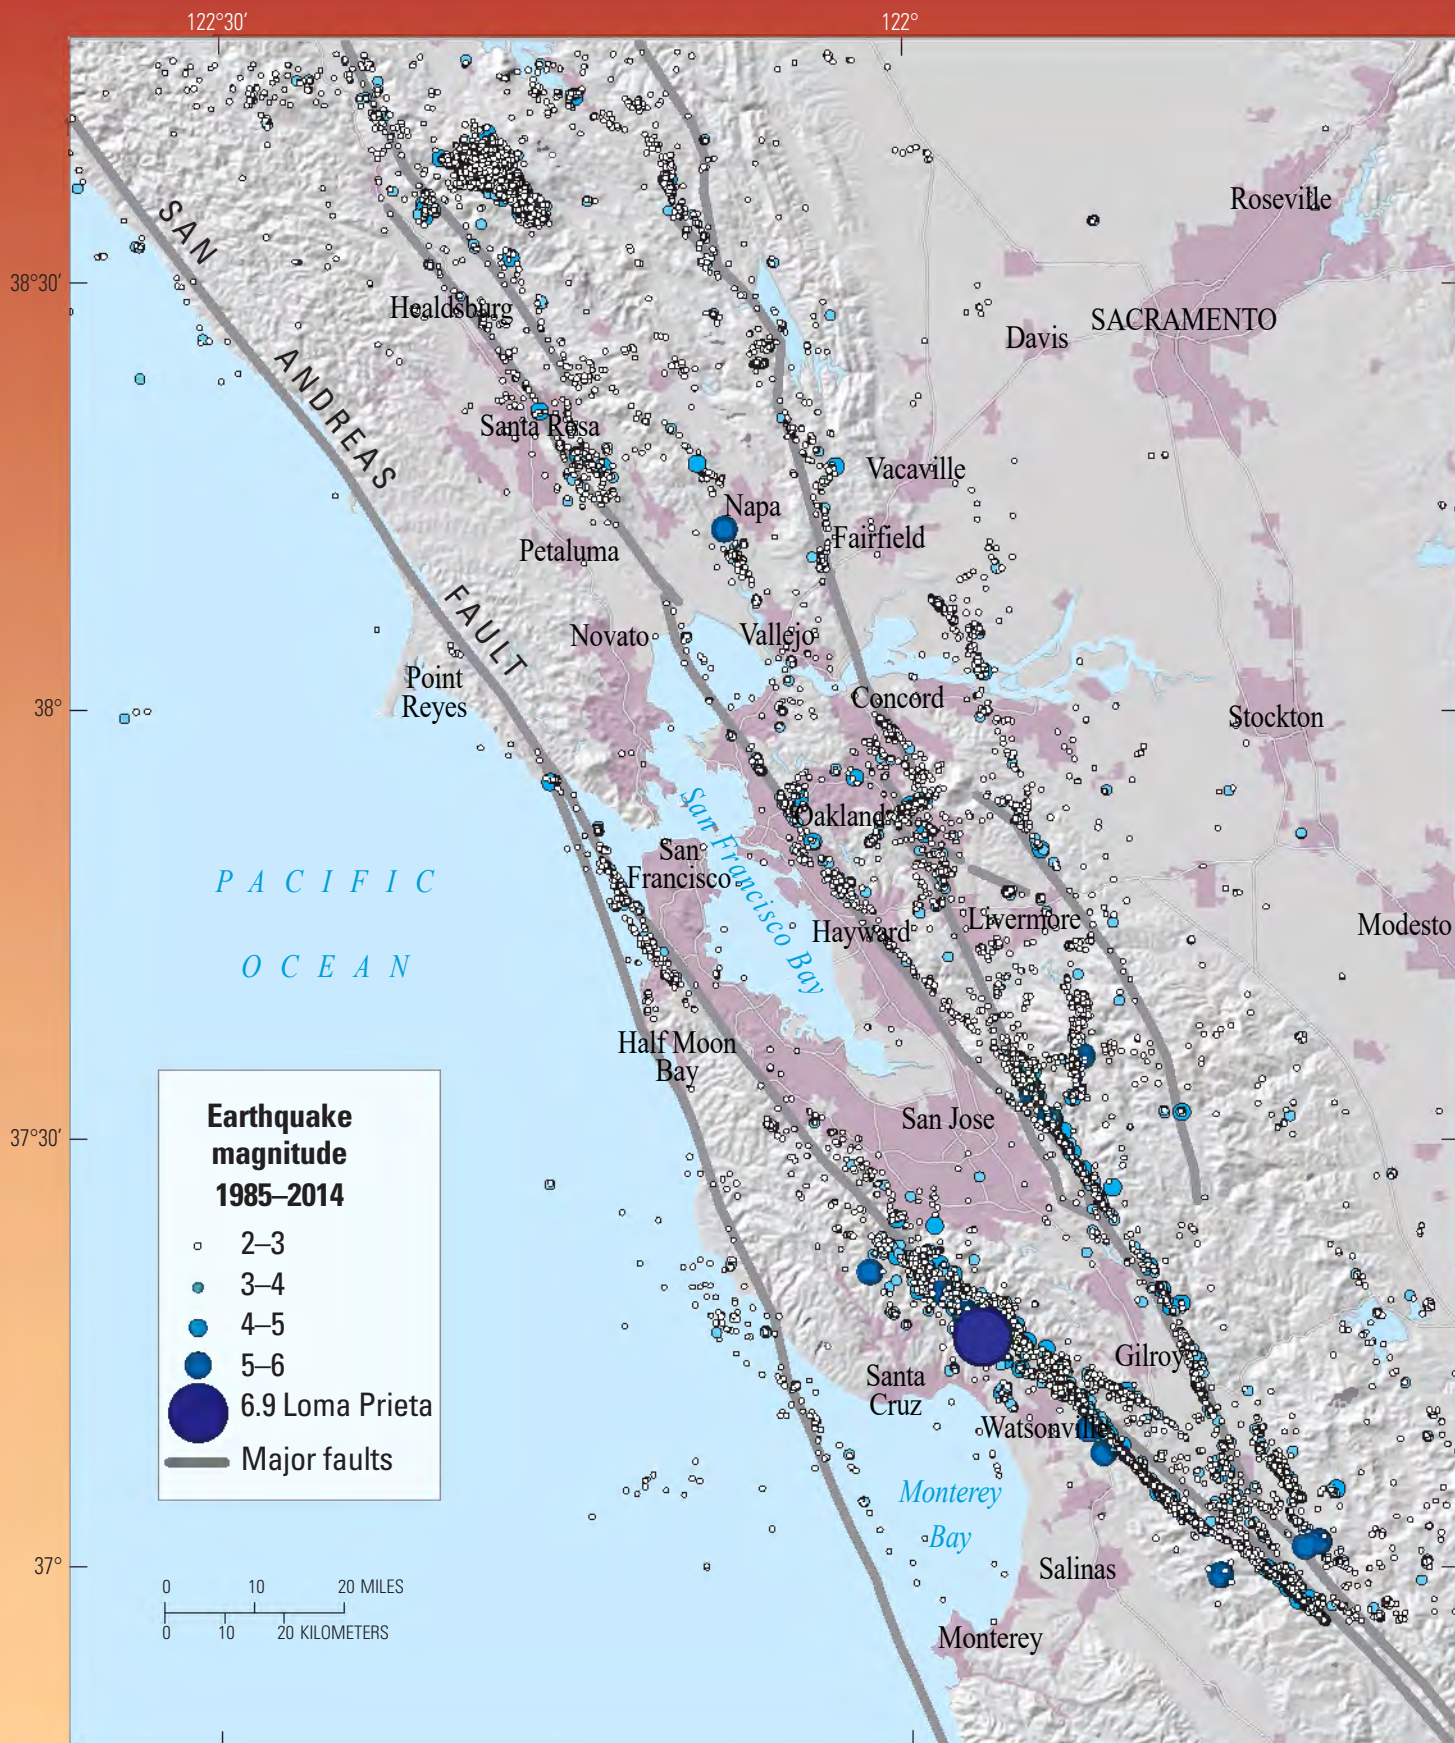 122°30′
122°
Roseville
SAN
38°30′
Healdsburg
SACRAMENTO
Davis
ANDREAS
Santa Rosa
Vacaville
Napa
Fairfield
Petaluma
FAULT
Novato
Vallejo
Point
Reyes
Concord
38°
Stockton
Oakland
San Francisco Bay
San
Francisco
PACIFIC
Livermore
Modesto
Hayward
OCEAN
Half Moon
Bay
Earthquake
magnitude
1985–2014
2–3
3–4
4–5
5–6
6.9 Loma Prieta
Major faults
San Jose
37°30′
Gilroy
Santa
Cruz
Watsonville
Monterey
Bay
37°
Salinas
0 10 20 MILES
0 10 20 KILOMETERS
Monterey